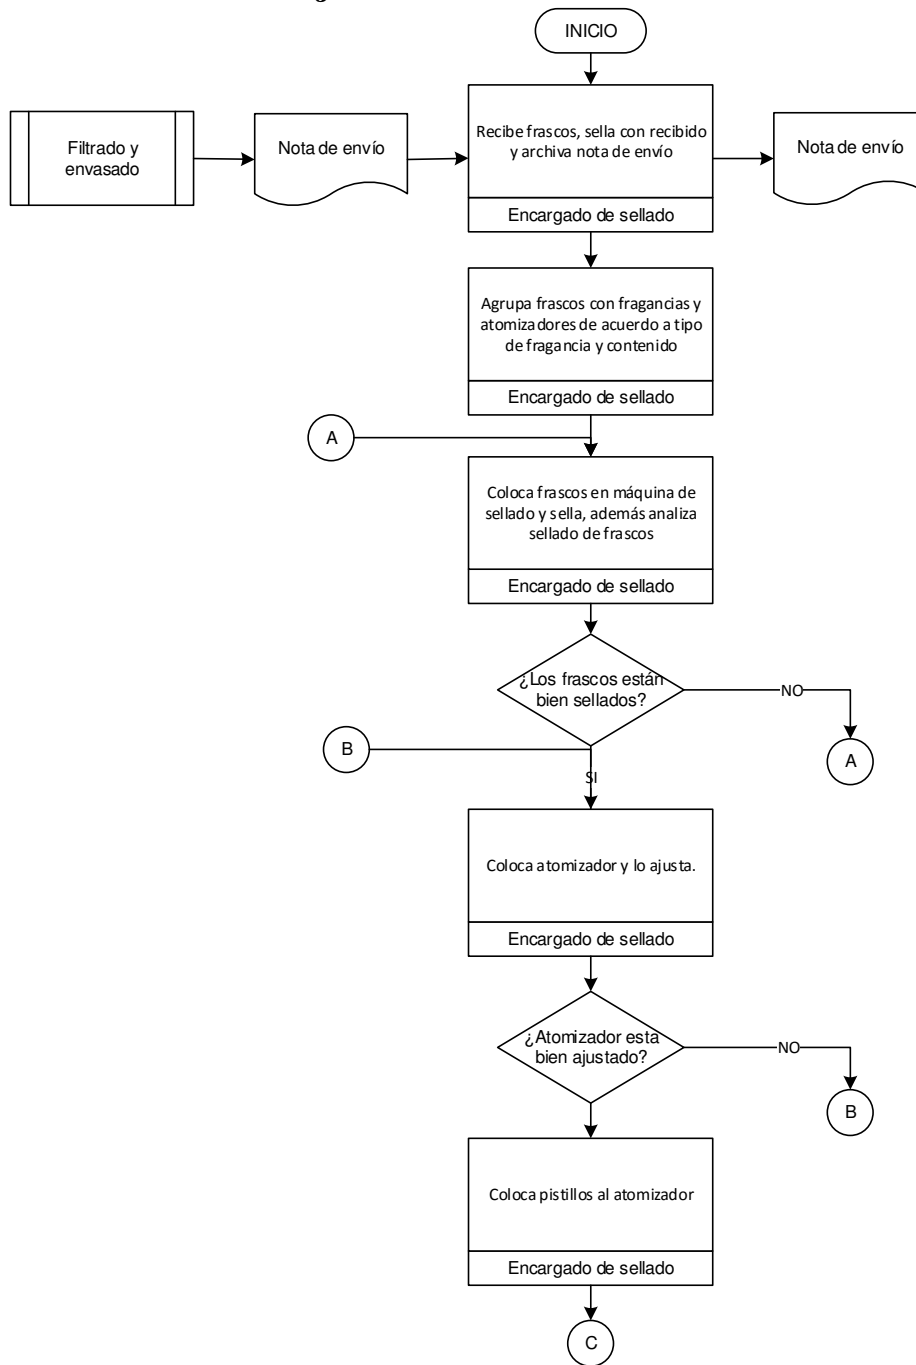 INICIO
Filtrado y
envasado
Nota de envío
Recibe frascos, sella con recibido
y archiva nota de envío
Encargado de sellado
Nota de envío
Agrupa frascos con fragancias y
atomizadores de acuerdo a tipo
de fragancia y contenido
Encargado de sellado
A
Coloca frascos en máquina de
sellado y sella, además analiza
sellado de frascos
Encargado de sellado
¿Los frascos están
bien sellados?
NO
A
B
SI
Coloca atomizador y lo ajusta.
Encargado de sellado
¿Atomizador está
bien ajustado?
NO
B
Coloca pistillos al atomizador
Encargado de sellado
C